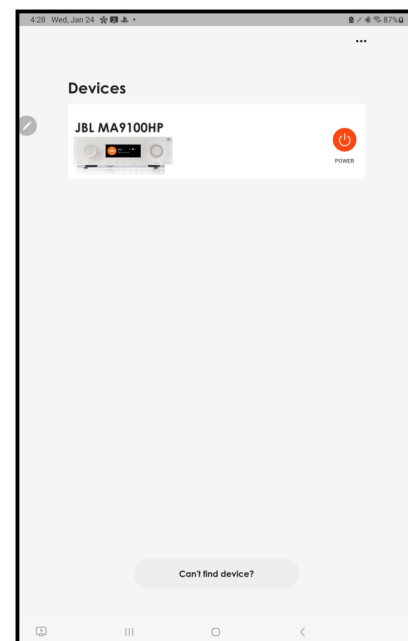 4:28 Wed, Jan 24
87%
Devices
JBL MA9100HP
POWER
Can't find device?